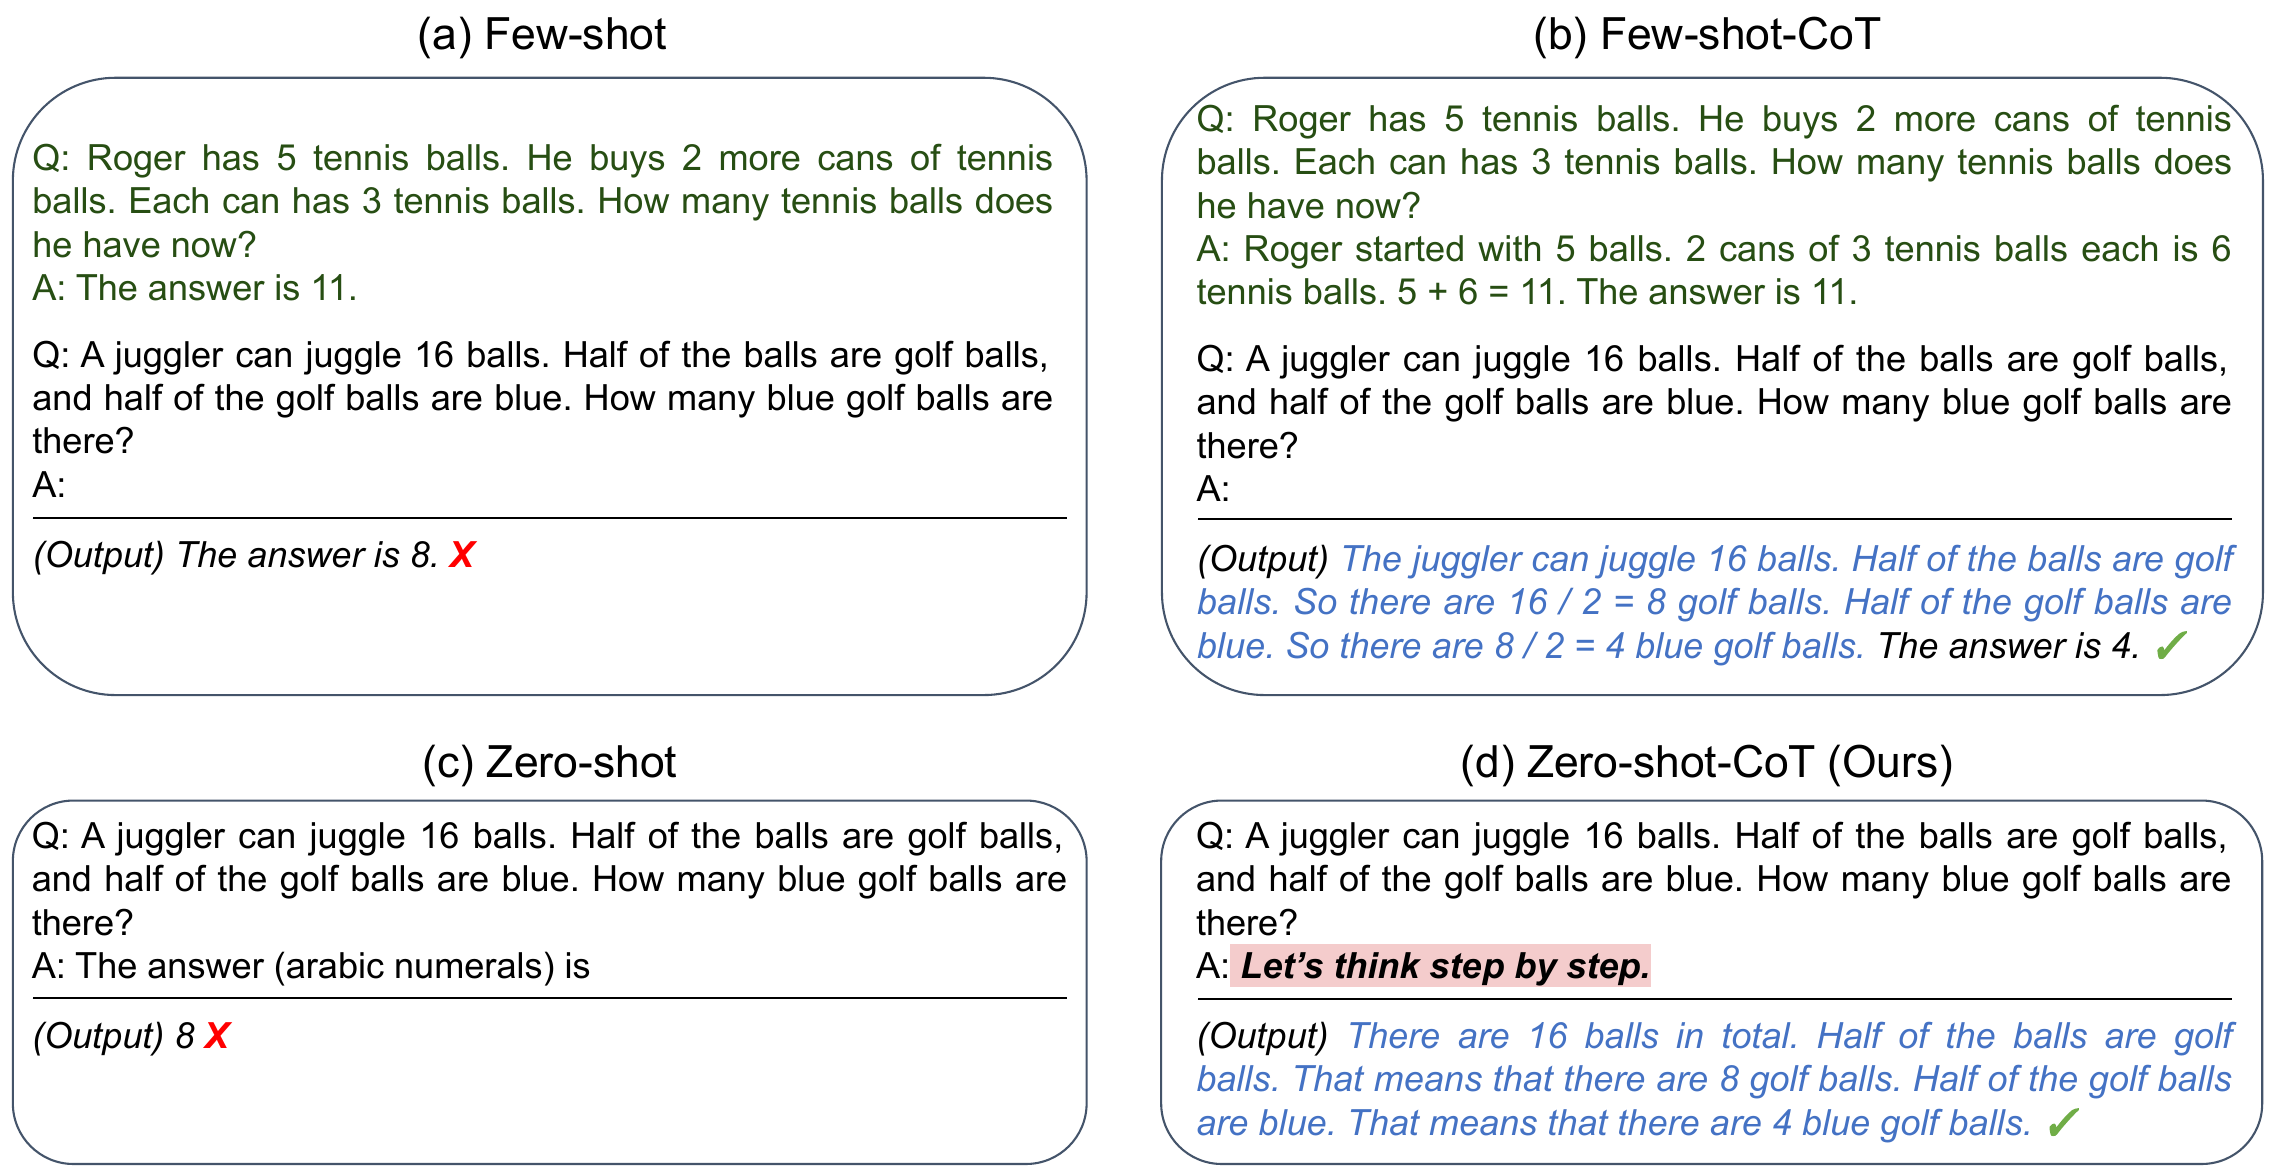 (a) Few-shot
Q: Roger has 5 tennis balls. He buys 2 more cans of tennis
balls. Each can has 3 tennis balls. How many tennis balls does
he have now?
A: The answer is 11.
Q: A juggler can juggle 16 balls. Half of the balls are golf balls,
and half of the golf balls are blue. How many blue golf balls are
there?
A:
(Output) The answer is 8. X
(b) Few-shot-CoT
Q: Roger has 5 tennis balls. He buys 2 more cans of tennis
balls. Each can has 3 tennis balls. How many tennis balls does
he have now?
A: Roger started with 5 balls. 2 cans of 3 tennis balls each is 6
tennis balls. 5 + 6 = 11. The answer is 11.
Q: A juggler can juggle 16 balls. Half of the balls are golf balls,
and half of the golf balls are blue. How many blue golf balls are
there?
A:
(Output) The juggler can juggle 16 balls. Half of the balls are golf
balls. So there are 16 / 2 = 8 golf balls. Half of the golf balls are
blue. So there are 8 / 2 = 4 blue golf balls. The answer is 4. ✓
(c) Zero-shot
Q: A juggler can juggle 16 balls. Half of the balls are golf balls,
and half of the golf balls are blue. How many blue golf balls are
there?
A: The answer (arabic numerals) is
(Output) 8 X
(d) Zero-shot-CoT (Ours)
Q: A juggler can juggle 16 balls. Half of the balls are golf balls,
and half of the golf balls are blue. How many blue golf balls are
there?
A: Let’s think step by step.
(Output) There are 16 balls in total. Half of the balls are golf
balls. That means that there are 8 golf balls. Half of the golf balls
are blue. That means that there are 4 blue golf balls. ✓